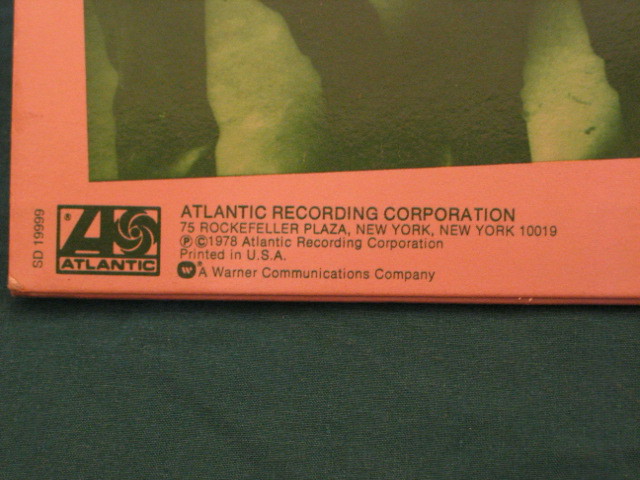 SD 19999
®
ATLANTIC
ATLANTIC RECORDING CORPORATION
75 ROCKEFELLER PLAZA, NEW YORK, NEW YORK 10019
℗©1978 Atlantic Recording Corporation
Printed in U.S.A.
®A Warner Communications Company